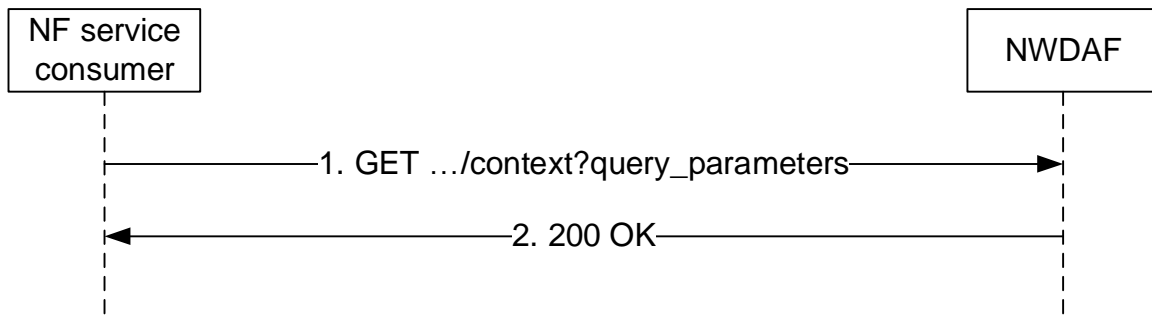 NF service
consumer
NWDAF
1. GET …/context?query_parameters
2. 200 OK